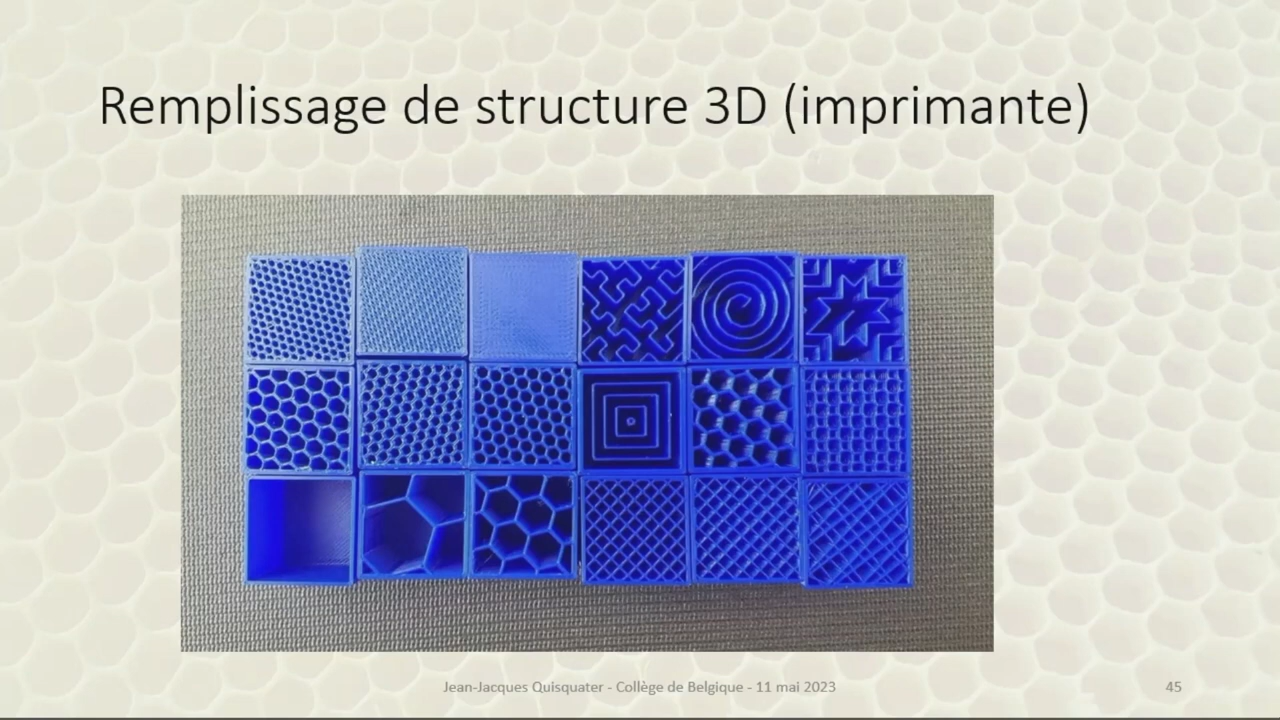 Remplissage de structure 3D (imprimante)
Jean-Jacques Quisquater - Collège de Belgique - 11 mai 2023
45